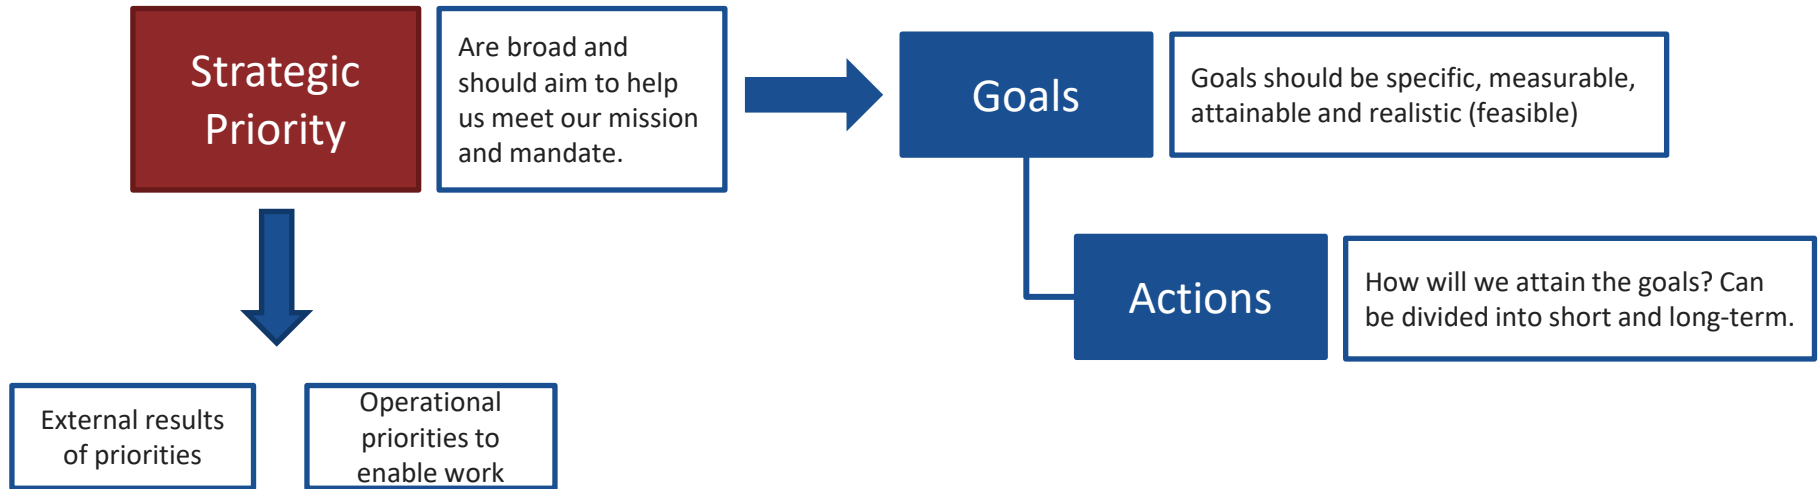 Strategic
Priority
Are broad and
should aim to help
us meet our mission
and mandate.
Goals
Goals should be specific, measurable,
attainable and realistic (feasible)
Actions
How will we attain the goals? Can
be divided into short and long-term.
External results
of priorities
Operational
priorities to
enable work